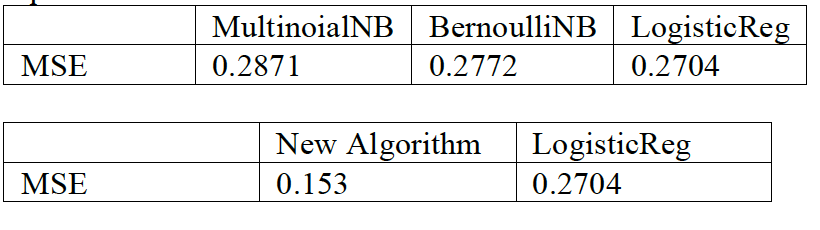 MultinoialNB BernoulliNB LogisticReg
MSE 0.2871 0.2772 0.2704
New Algorithm LogisticReg
MSE 0.153 0.2704